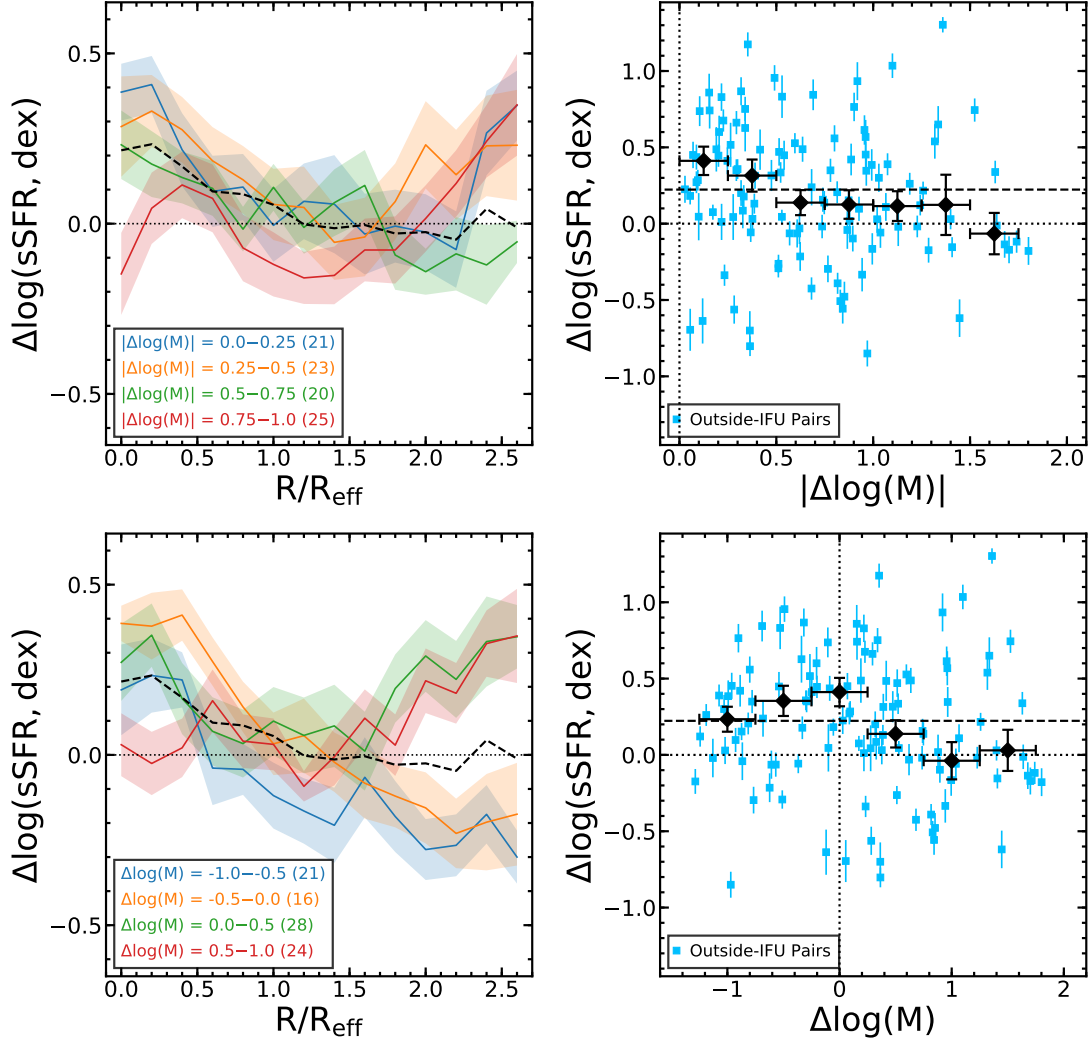 0.5
0.0
−0.5
Δlog(sSFR, dex)
|Δlog(M)| = 0.0−0.25 (21)
|Δlog(M)| = 0.25−0.5 (23)
|Δlog(M)| = 0.5−0.75 (20)
|Δlog(M)| = 0.75−1.0 (25)
0.0 0.5 1.0 1.5 2.0 2.5
R/R_eff
1.0
0.5
0.0
−0.5
−1.0
Δlog(sSFR, dex)
Outside-IFU Pairs
0.0 0.5 1.0 1.5 2.0
|Δlog(M)|
0.5
0.0
−0.5
Δlog(sSFR, dex)
Δlog(M) = -1.0−-0.5 (21)
Δlog(M) = -0.5−0.0 (16)
Δlog(M) = 0.0−0.5 (28)
Δlog(M) = 0.5−1.0 (24)
0.0 0.5 1.0 1.5 2.0 2.5
R/R_eff
1.0
0.5
0.0
−0.5
−1.0
Δlog(sSFR, dex)
Outside-IFU Pairs
−1 0 1 2
Δlog(M)